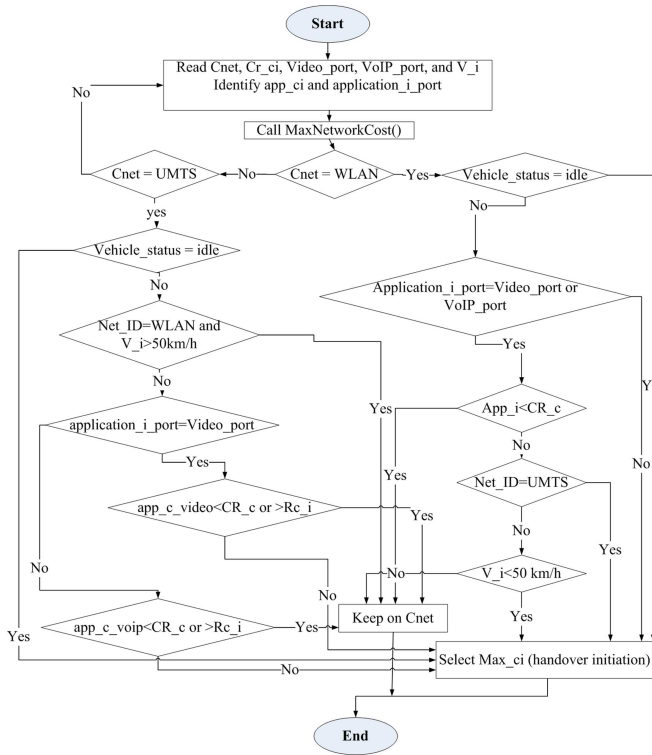 Start
Read Cnet, Cr_ci, Video_port, VoIP_port, and V_i
Identify app_ci and application_i_port
No
Call MaxNetworkCost()
Cnet = UMTS
No
Cnet = WLAN
Yes
Vehicle_status = idle
yes
No
Vehicle_status = idle
No
Application_i_port=Video_port or
VoIP_port
Net_ID=WLAN and
V_i>50km/h
Yes
No
Yes
Y
App_i<CR_c
application_i_port=Video_port
Yes
No
No
Yes
Net_ID=UMTS
app_c_video<CR_c or >Rc_i
Yes
Yes
No
Yes
No
No
V_i<50 km/h
No
Keep on Cnet
Yes
app_c_voip<CR_c or >Rc_i
Yes
Yes
No
Select Max_ci (handover initiation)
End